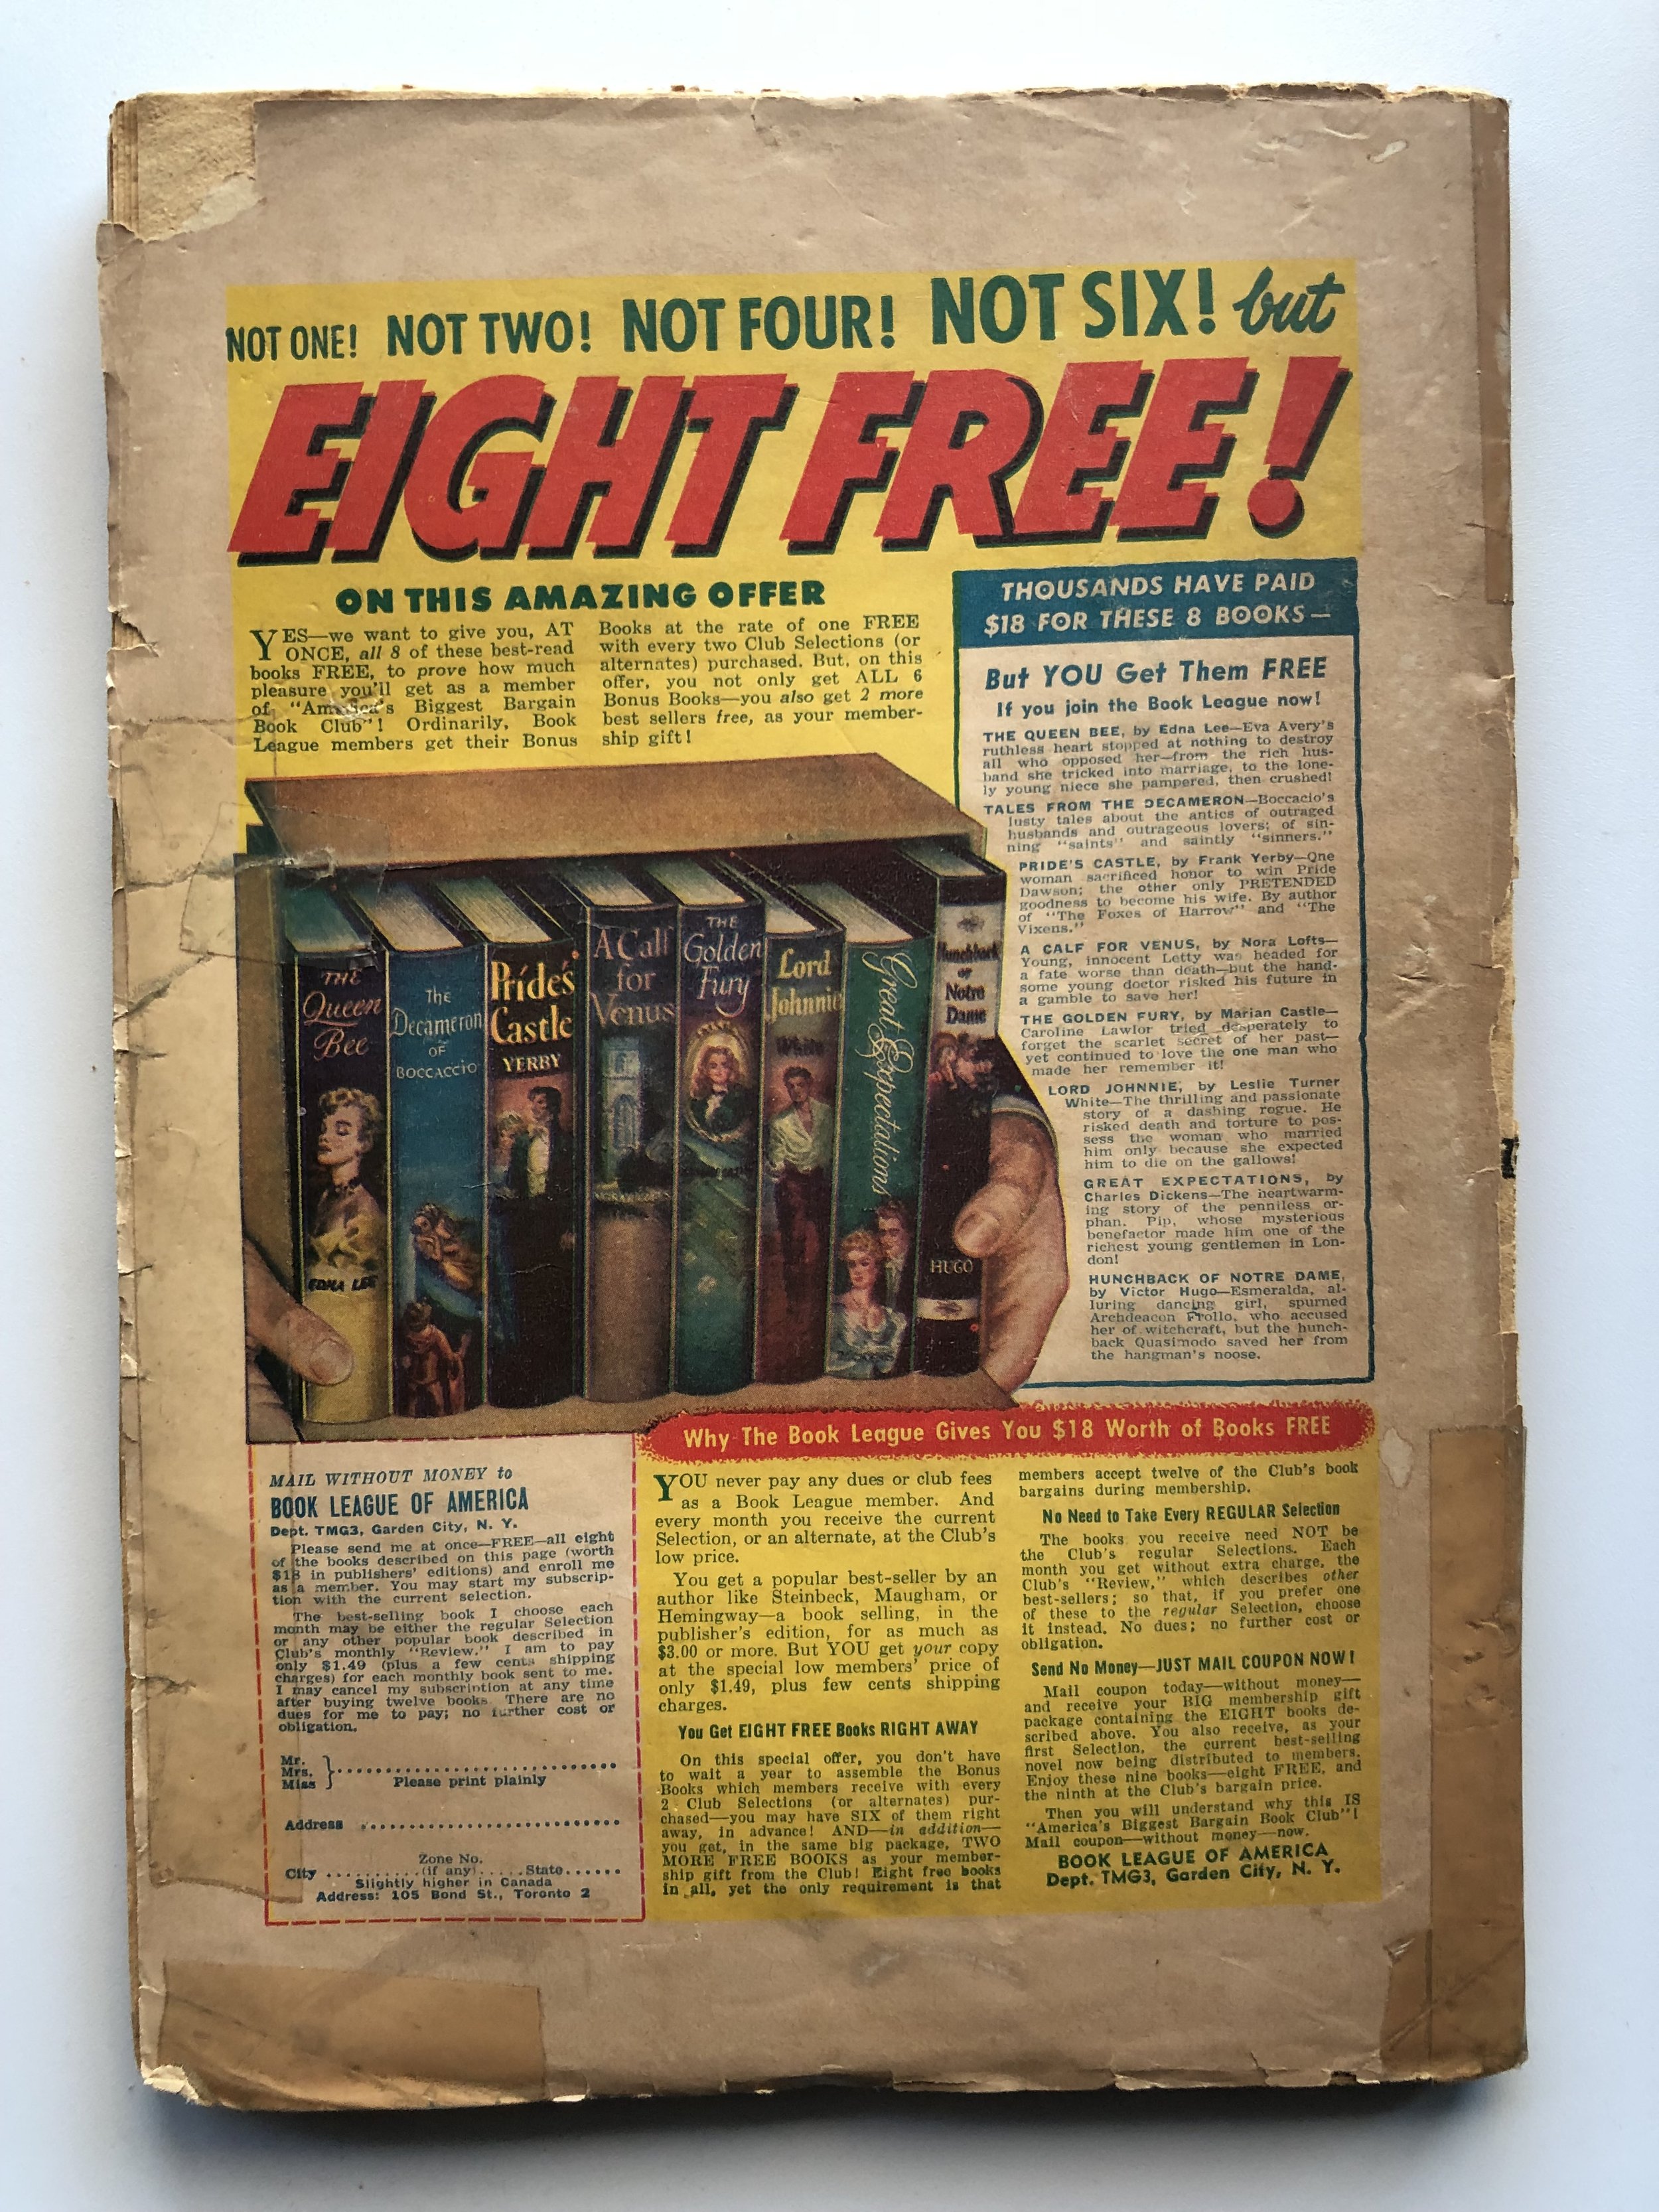 NOT ONE! NOT TWO! NOT FOUR! NOT SIX! but
EIGHT FREE!
ON THIS AMAZING OFFER
YES—we want to give you, AT
ONCE, all 8 of these best-read
books FREE, to prove how much
pleasure you'll get as a member
of "America's Biggest Bargain
Book Club"! Ordinarily, Book
League members get their Bonus
Books at the rate of one FREE
with every two Club Selections (or
alternates) purchased. But, on this
offer, you not only get ALL 6
Bonus Books—you also get 2 more
best sellers free, as your member-
ship gift!
THOUSANDS HAVE PAID
$18 FOR THESE 8 BOOKS—
But YOU Get Them FREE
If you join the Book League now!
THE QUEEN BEE, by Edna Lee—Eva Avery's
ruthless heart stopped at nothing to destroy
all who opposed her—from the rich hus-
band she tricked into marriage, to the lone-
ly young niece she pampered, then crushed!
TALES FROM THE DECAMERON—Boccacio's
lusty tales about the antics of outraged
husbands and outrageous lovers; of sin-
ning "saints" and saintly "sinners."
PRIDE'S CASTLE, by Frank Yerby—One
woman sacrificed honor to win Pride
Dawson; the other only PRETENDED
goodness to become his wife. By author
of "The Foxes of Harrow" and "The
Vixens."
A CALF FOR VENUS, by Nora Lofts—
Young, innocent Letty was headed for
a fate worse than death—but the hand-
some young doctor risked his future in
a gamble to save her!
THE GOLDEN FURY, by Marian Castle—
Caroline Lawlor tried desperately to
forget the scarlet secret of her past—
yet continued to love the one man who
made her remember it!
LORD JOHNNIE, by Leslie Turner
White—The thrilling and passionate
story of a dashing rogue. He
risked death and torture to pos-
sess the woman who married
him only because she expected
him to die on the gallows!
GREAT EXPECTATIONS, by
Charles Dickens—The heartwarm-
ing story of the penniless or-
phan, Pip, whose mysterious
benefactor made him one of the
richest young gentlemen in Lon-
don!
HUNCHBACK OF NOTRE DAME,
by Victor Hugo—Esmeralda, al-
luring dancing girl, spurned
Archdeacon Frollo, who accused
her of witchcraft, but the hunch-
back Quasimodo saved her from
the hangman's noose.
THE
Queen
Bee
EDNA LEE
The
Decameron
OF
BOCCACCIO
Pride's
Castle
YERBY
A Calf
for
Venus
THE
Golden
Fury
Lord
Johnnie
White
Great Expectations
Hunchback
of
Notre
Dame
HUGO
Why The Book League Gives You $18 Worth of Books FREE
MAIL WITHOUT MONEY to
BOOK LEAGUE OF AMERICA
Dept. TMG3, Garden City, N. Y.
Please send me at once—FREE—all eight
of the books described on this page (worth
$18 in publishers' editions) and enroll me
as a member. You may start my subscrip-
tion with the current selection.
The best-selling book I choose each
month may be either the regular Selection
or any other popular book described in
Club's monthly "Review." I am to pay
only $1.49 (plus a few cents shipping
charges) for each monthly book sent to me.
I may cancel my subscription at any time
after buying twelve books. There are no
dues for me to pay; no further cost or
obligation.
Mr.
Mrs.
Miss
Please print plainly
Address
Zone No.
City ..........(if any).....State......
Slightly higher in Canada
Address: 105 Bond St., Toronto 2
YOU never pay any dues or club fees
as a Book League member. And
every month you receive the current
Selection, or an alternate, at the Club's
low price.
You get a popular best-seller by an
author like Steinbeck, Maugham, or
Hemingway—a book selling, in the
publisher's edition, for as much as
$3.00 or more. But YOU get your copy
at the special low members' price of
only $1.49, plus few cents shipping
charges.
You Get EIGHT FREE Books RIGHT AWAY
On this special offer, you don't have
to wait a year to assemble the Bonus
Books which members receive with every
2 Club Selections (or alternates) pur-
chased—you may have SIX of them right
away, in advance! AND—in addition—
you get, in the same big package, TWO
MORE FREE BOOKS as your member-
ship gift from the Club! Eight free books
in all, yet the only requirement is that
members accept twelve of the Club's book
bargains during membership.
No Need to Take Every REGULAR Selection
The books you receive need NOT be
the Club's regular Selections. Each
month you get without extra charge, the
Club's "Review," which describes other
best-sellers; so that, if you prefer one
of these to the regular Selection, choose
it instead. No dues; no further cost or
obligation.
Send No Money—JUST MAIL COUPON NOW!
Mail coupon today—without money—
and receive your BIG membership gift
package containing the EIGHT books de-
scribed above. You also receive, as your
first Selection, the current best-selling
novel now being distributed to members.
Enjoy these nine books—eight FREE, and
the ninth at the Club's bargain price.
Then you will understand why this IS
"America's Biggest Bargain Book Club"!
Mail coupon—without money—now.
BOOK LEAGUE OF AMERICA
Dept. TMG3, Garden City, N. Y.